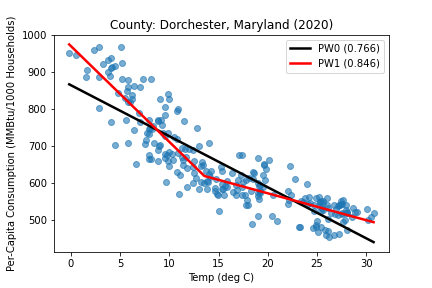 County: Dorchester, Maryland (2020)
Per-Capita Consumption (MMBtu/1000 Households)
1000
900
800
700
600
500
PW0 (0.766)
PW1 (0.846)
0 5 10 15 20 25 30
Temp (deg C)